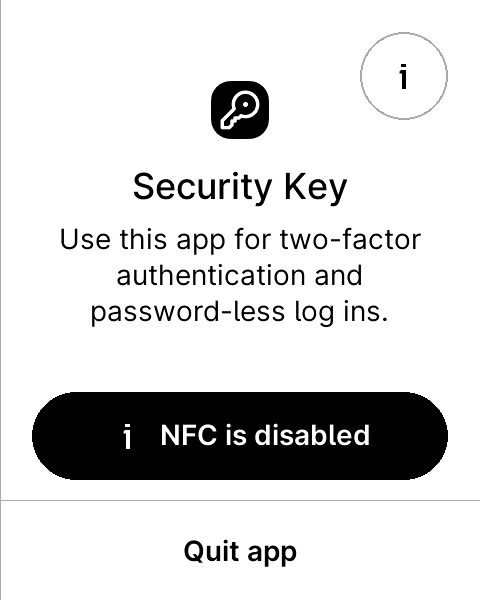 i
Security Key
Use this app for two-factor
authentication and
password-less log ins.
i NFC is disabled
Quit app